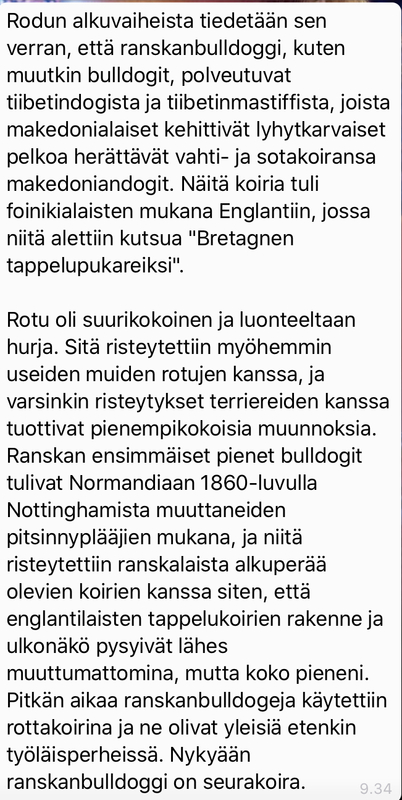 Rodun alkuvaiheista tiedetään sen
verran, että ranskanbulldoggi, kuten
muutkin bulldogit, polveutuvat
tiibetindogista ja tiibetinmastiffista, joista
makedonialaiset kehittivät lyhytkarvaiset
pelkoa herättävät vahti- ja sotakoiransa
makedoniandogit. Näitä koiria tuli
foinikialaisten mukana Englantiin, jossa
niitä alettiin kutsua "Bretagnen
tappelupukareiksi".

Rotu oli suurikokoinen ja luonteeltaan
hurja. Sitä risteytettiin myöhemmin
useiden muiden rotujen kanssa, ja
varsinkin risteytykset terriereiden kanssa
tuottivat pienempikokoisia muunnoksia.
Ranskan ensimmäiset pienet bulldogit
tulivat Normandiaan 1860-luvulla
Nottinghamista muuttaneiden
pitsinnyplääjien mukana, ja niitä
risteytettiin ranskalaista alkuperää
olevien koirien kanssa siten, että
englantilaisten tappelukoirien rakenne ja
ulkonäkö pysyivät lähes
muuttumattomina, mutta koko pieneni.
Pitkän aikaa ranskanbulldogeja käytettiin
rottakoirina ja ne olivat yleisiä etenkin
työläisperheissä. Nykyään
ranskanbulldoggi on seurakoira.
9.34